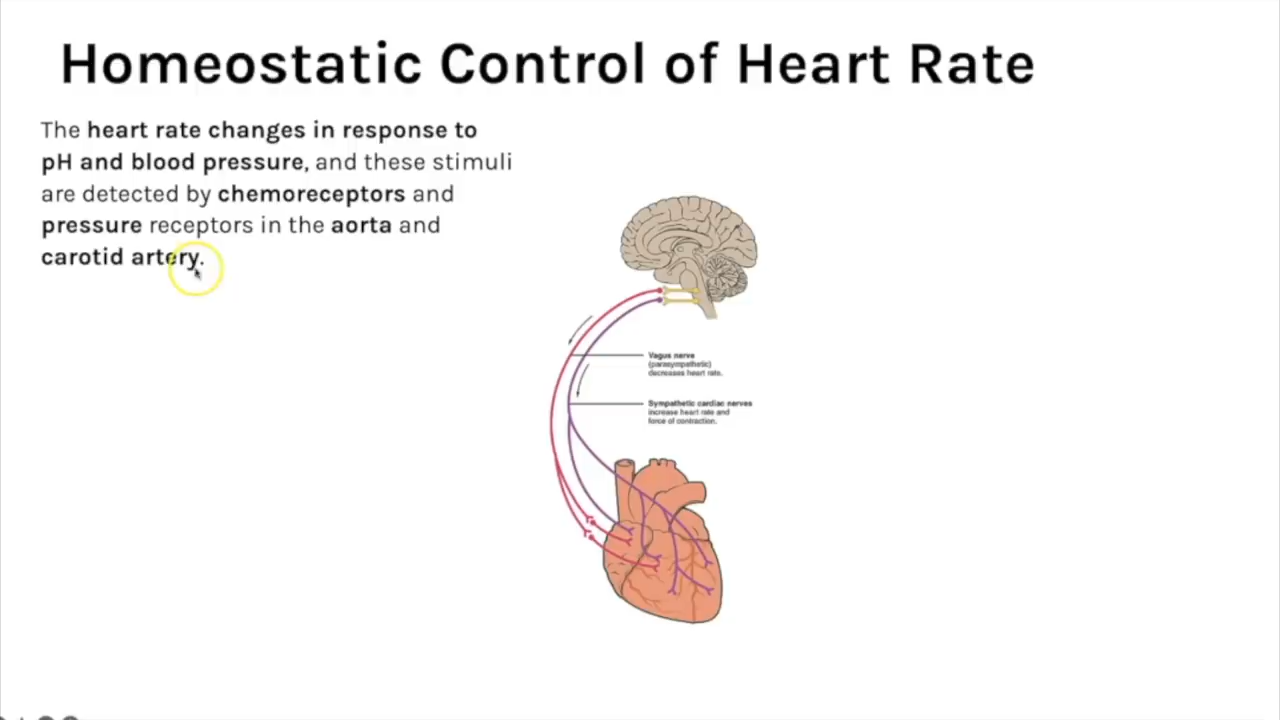 Homeostatic Control of Heart Rate
The heart rate changes in response to
pH and blood pressure, and these stimuli
are detected by chemoreceptors and
pressure receptors in the aorta and
carotid artery.
Vagus nerve
(parasympathetic)
decreases heart rate.
Sympathetic cardiac nerves
increase heart rate and
force of contraction.